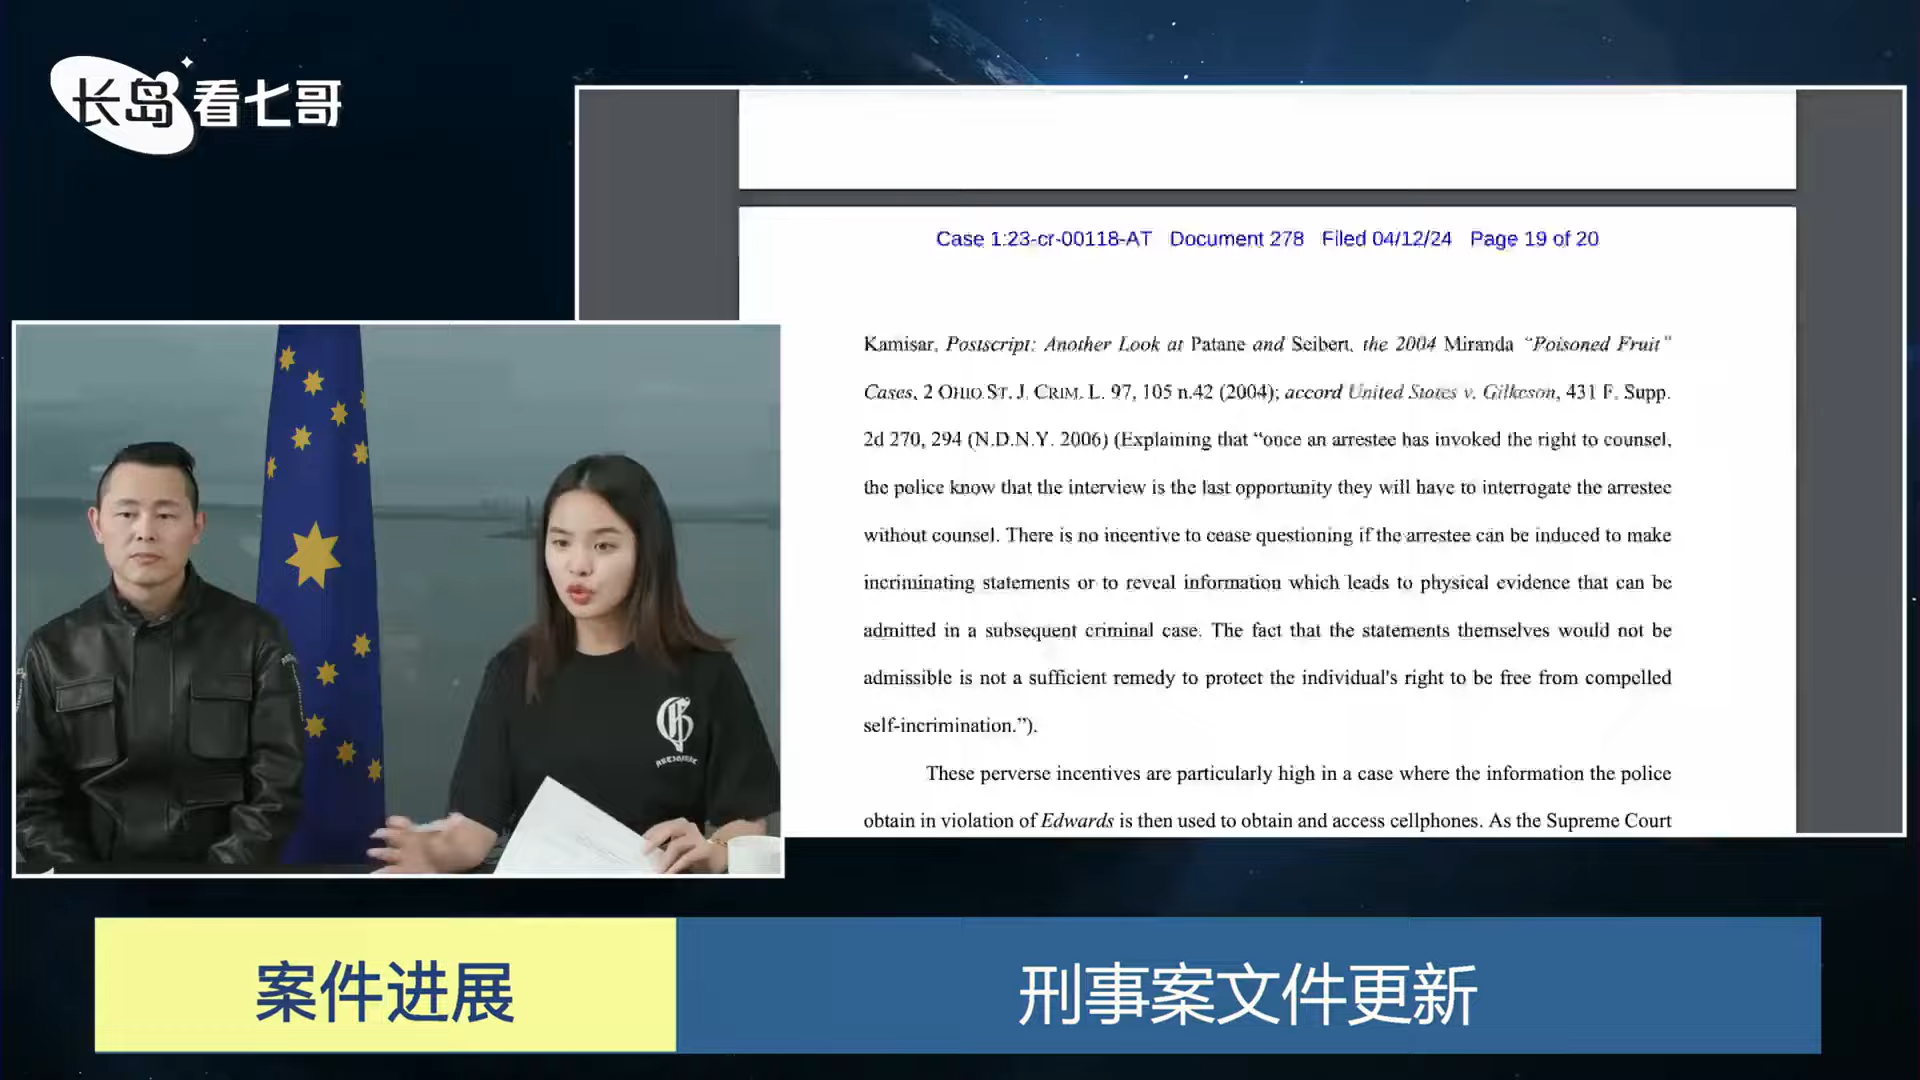 长岛看七哥
Case 1:23-cr-00118-AT Document 278 Filed 04/12/24 Page 19 of 20
Kamisar, Postscript: Another Look at Patane and Seibert, the 2004 Miranda “Poisoned Fruit”
Cases, 2 OHIO ST. J. CRIM. L. 97, 105 n.42 (2004); accord United States v. Gilkeson, 431 F. Supp.
2d 270, 294 (N.D.N.Y. 2006) (Explaining that “once an arrestee has invoked the right to counsel,
the police know that the interview is the last opportunity they will have to interrogate the arrestee
without counsel. There is no incentive to cease questioning if the arrestee can be induced to make
incriminating statements or to reveal information which leads to physical evidence that can be
admitted in a subsequent criminal case. The fact that the statements themselves would not be
admissible is not a sufficient remedy to protect the individual's right to be free from compelled
self-incrimination.”).
These perverse incentives are particularly high in a case where the information the police
obtain in violation of Edwards is then used to obtain and access cellphones. As the Supreme Court
案件进展
刑事案文件更新